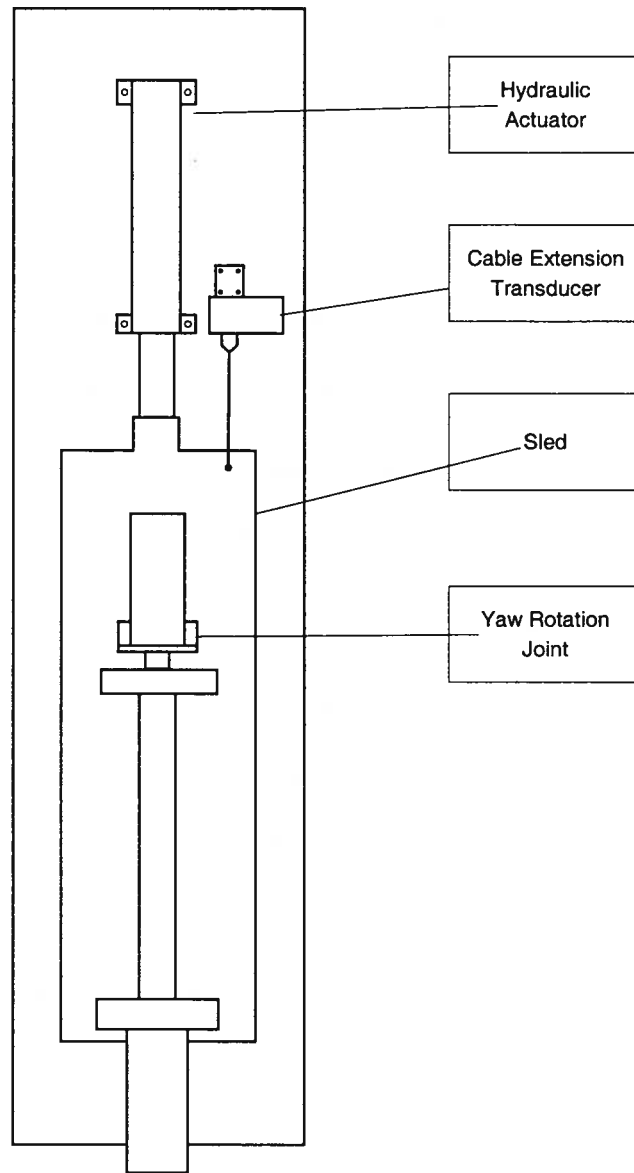 Hydraulic
Actuator
Cable Extension
Transducer
Sled
Yaw Rotation
Joint